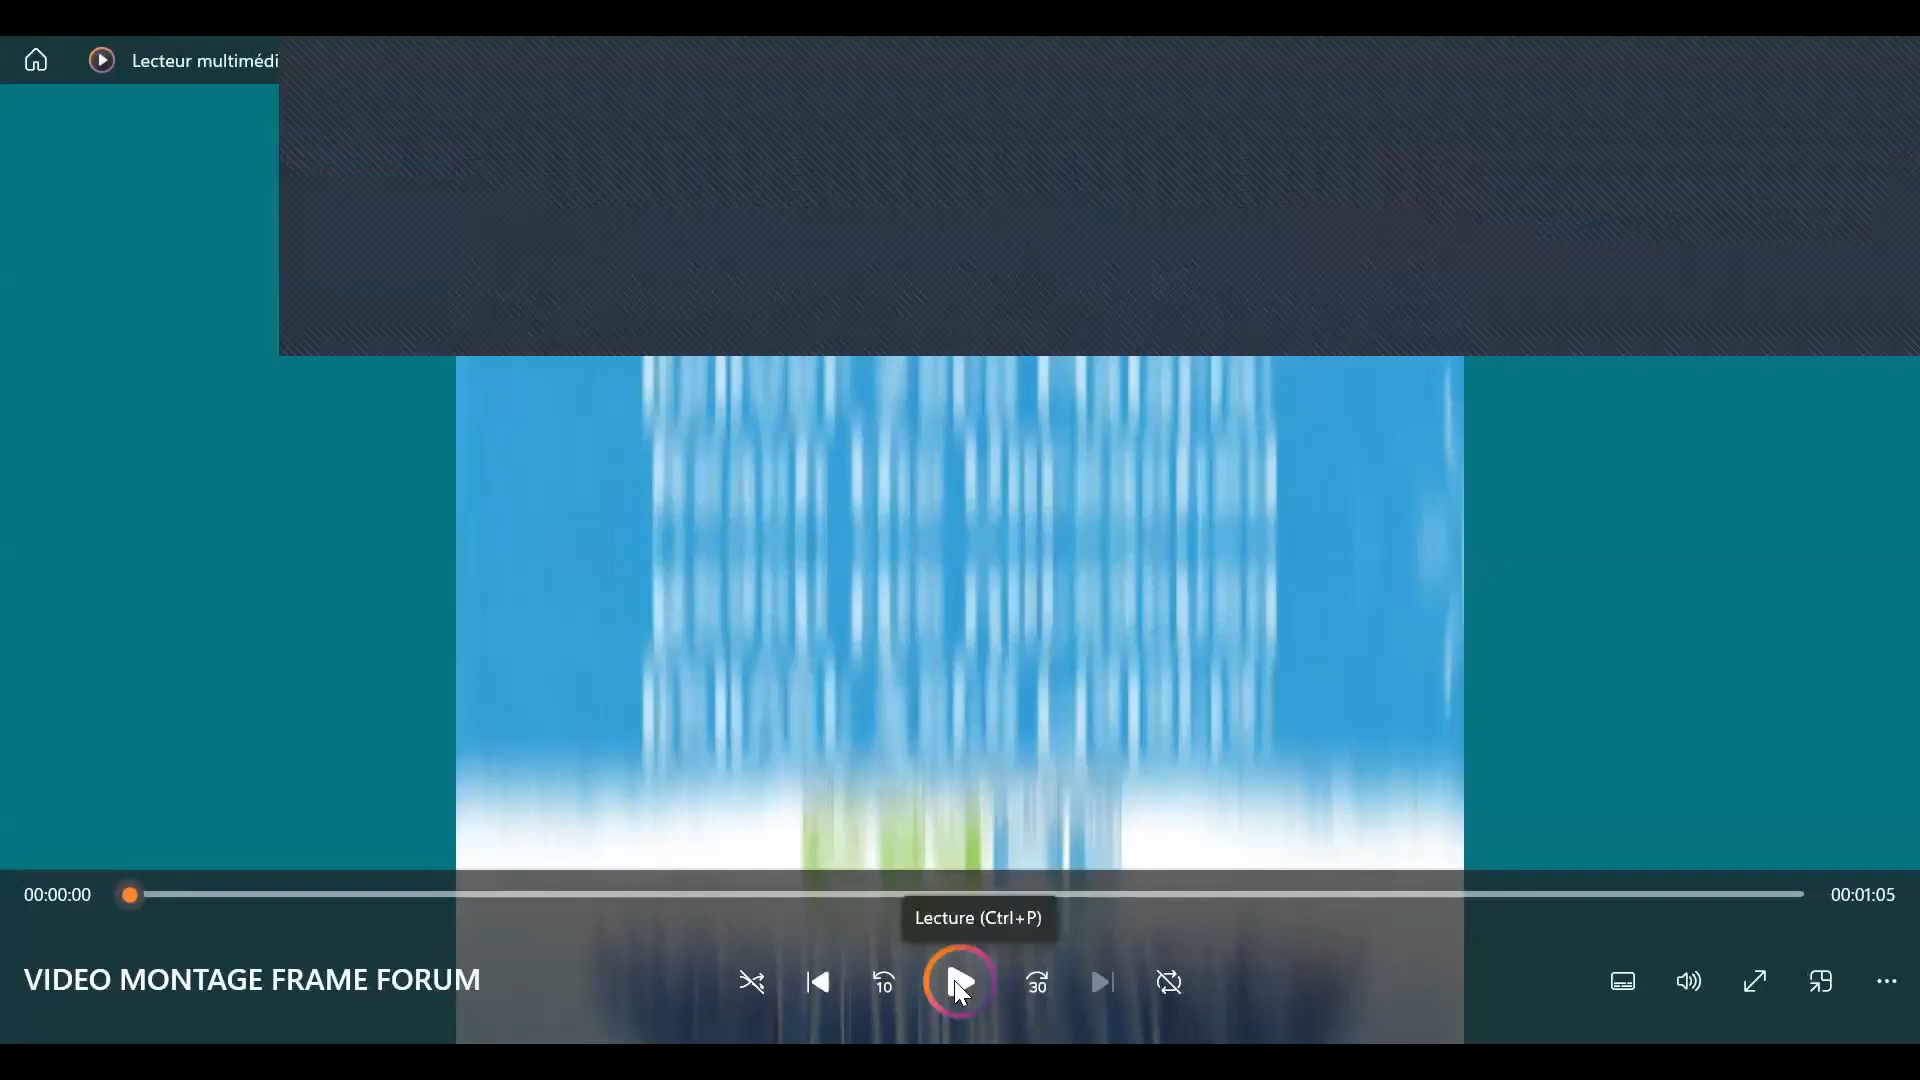 Lecteur multimédi
00:00:00
00:01:05
Lecture (Ctrl+P)
VIDEO MONTAGE FRAME FORUM
10
30